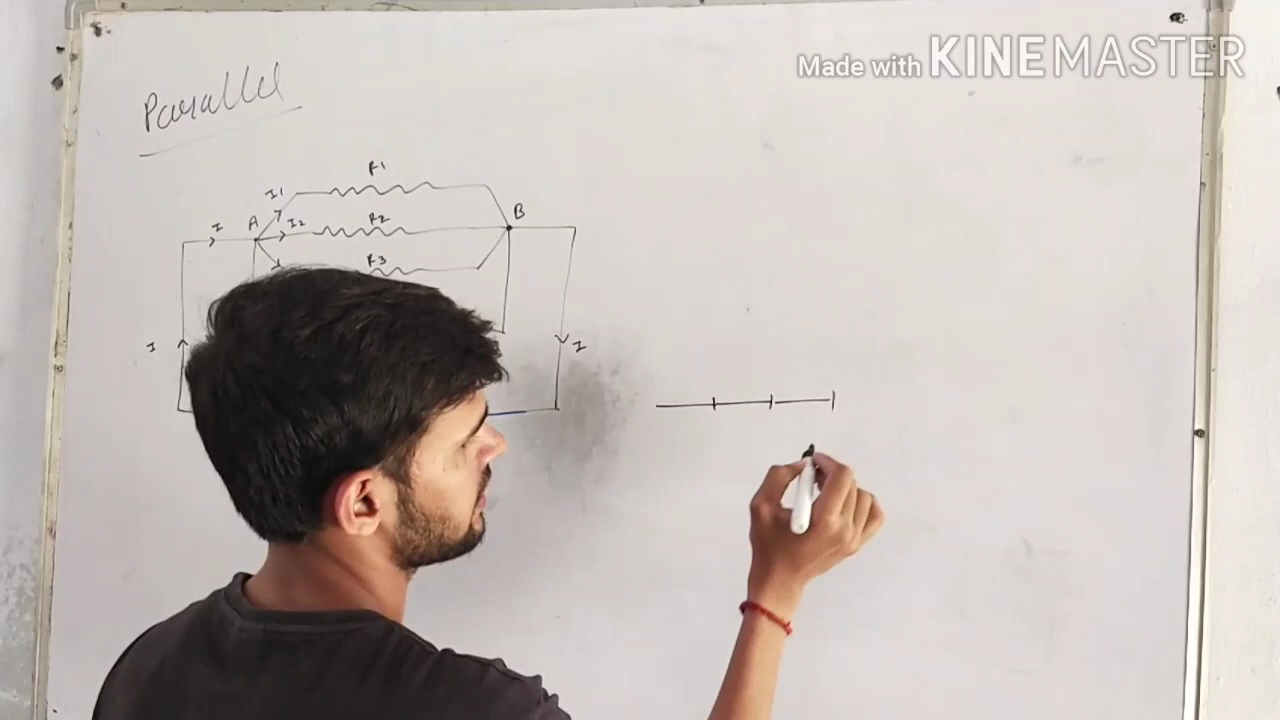 Made with KINEMASTER
Parallel
R1
I1
I A I2 R2 B
R3
I I